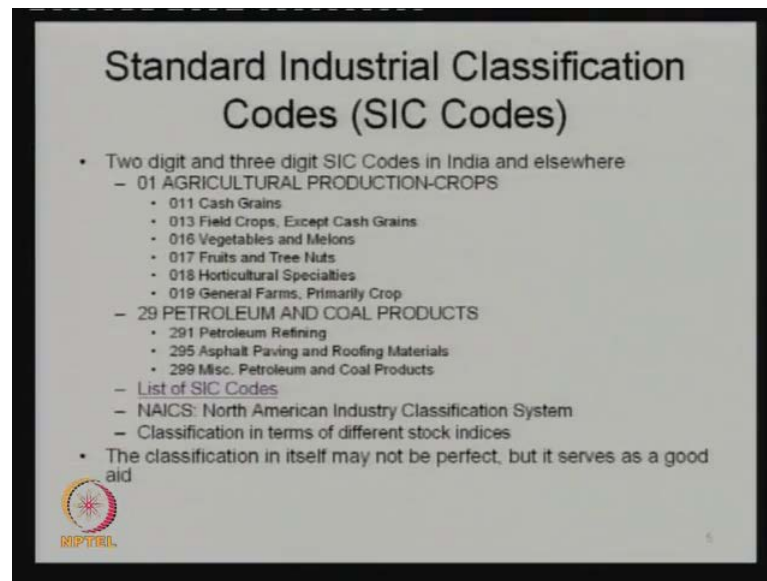 Standard Industrial Classification
Codes (SIC Codes)
• Two digit and three digit SIC Codes in India and elsewhere
– 01 AGRICULTURAL PRODUCTION-CROPS
• 011 Cash Grains
• 013 Field Crops, Except Cash Grains
• 016 Vegetables and Melons
• 017 Fruits and Tree Nuts
• 018 Horticultural Specialties
• 019 General Farms, Primarily Crop
– 29 PETROLEUM AND COAL PRODUCTS
• 291 Petroleum Refining
• 295 Asphalt Paving and Roofing Materials
• 299 Misc. Petroleum and Coal Products
– List of SIC Codes
– NAICS: North American Industry Classification System
– Classification in terms of different stock indices
• The classification in itself may not be perfect, but it serves as a good
aid
NPTEL